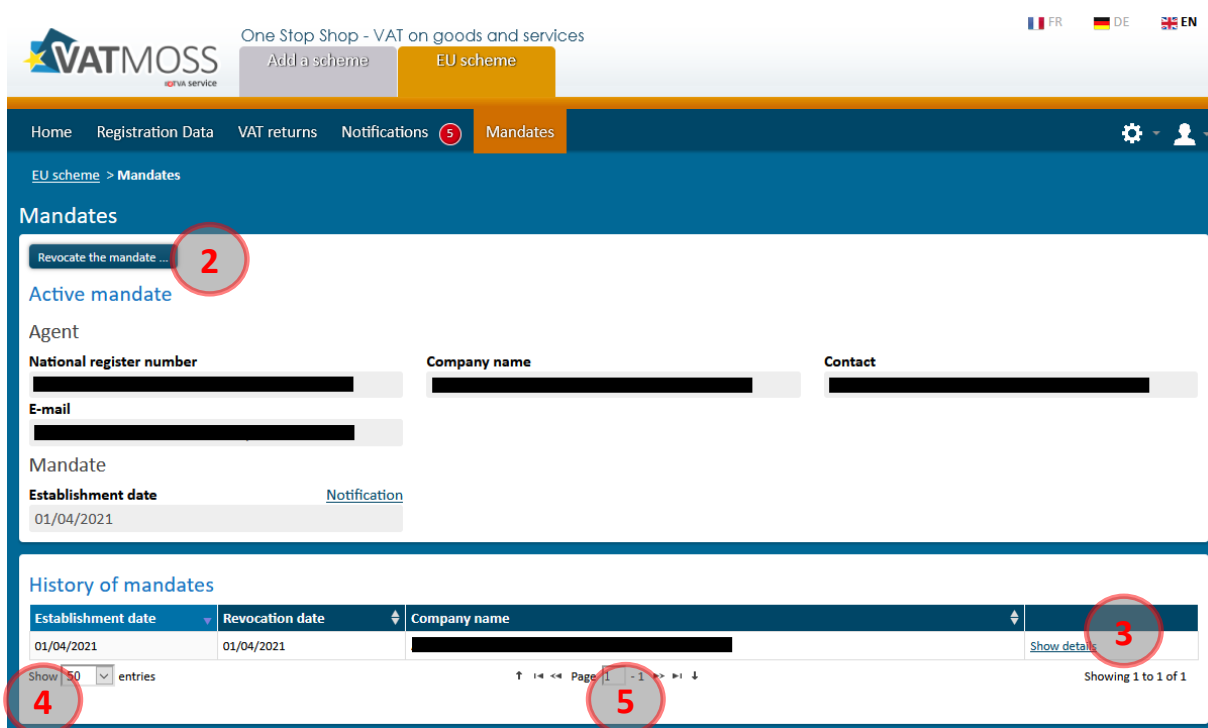 One Stop Shop - VAT on goods and services
FR DE EN
VATMOSS
eTVA service
Add a scheme EU scheme
Home Registration Data VAT returns Notifications 5 Mandates
EU scheme > Mandates
Mandates
Revocate the mandate ... 2
Active mandate
Agent
National register number Company name Contact
E-mail
Mandate
Establishment date Notification
01/04/2021
History of mandates
Establishment date Revocation date Company name
01/04/2021 01/04/2021 Show details 3
Show 50 entries Page 1 - 1 Showing 1 to 1 of 1
4 5